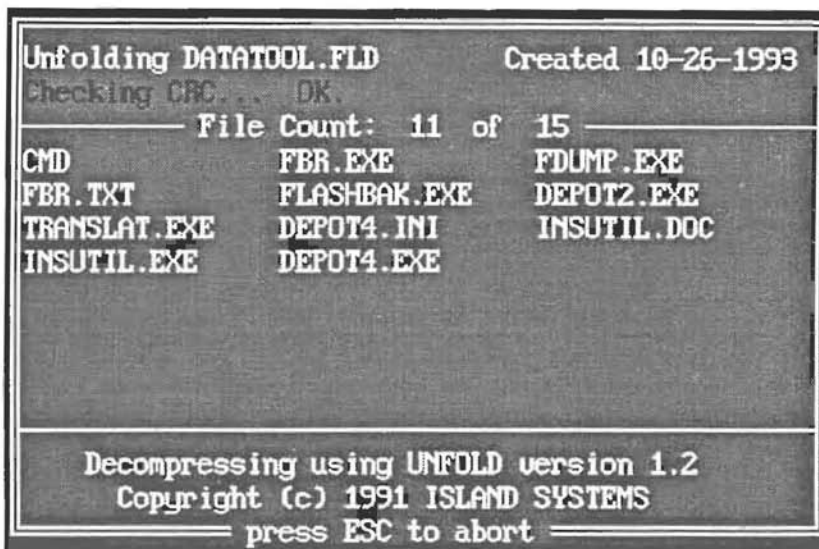 Unfolding DATATOOL.FLD Created 10-26-1993
Checking CRC... OK.
File Count: 11 of 15
CMD FBR.EXE FDUMP.EXE
FBR.TXT FLASHBAK.EXE DEPOT2.EXE
TRANSLAT.EXE DEPOT4.INI INSUTIL.DOC
INSUTIL.EXE DEPOT4.EXE
Decompressing using UNFOLD version 1.2
Copyright (c) 1991 ISLAND SYSTEMS
press ESC to abort